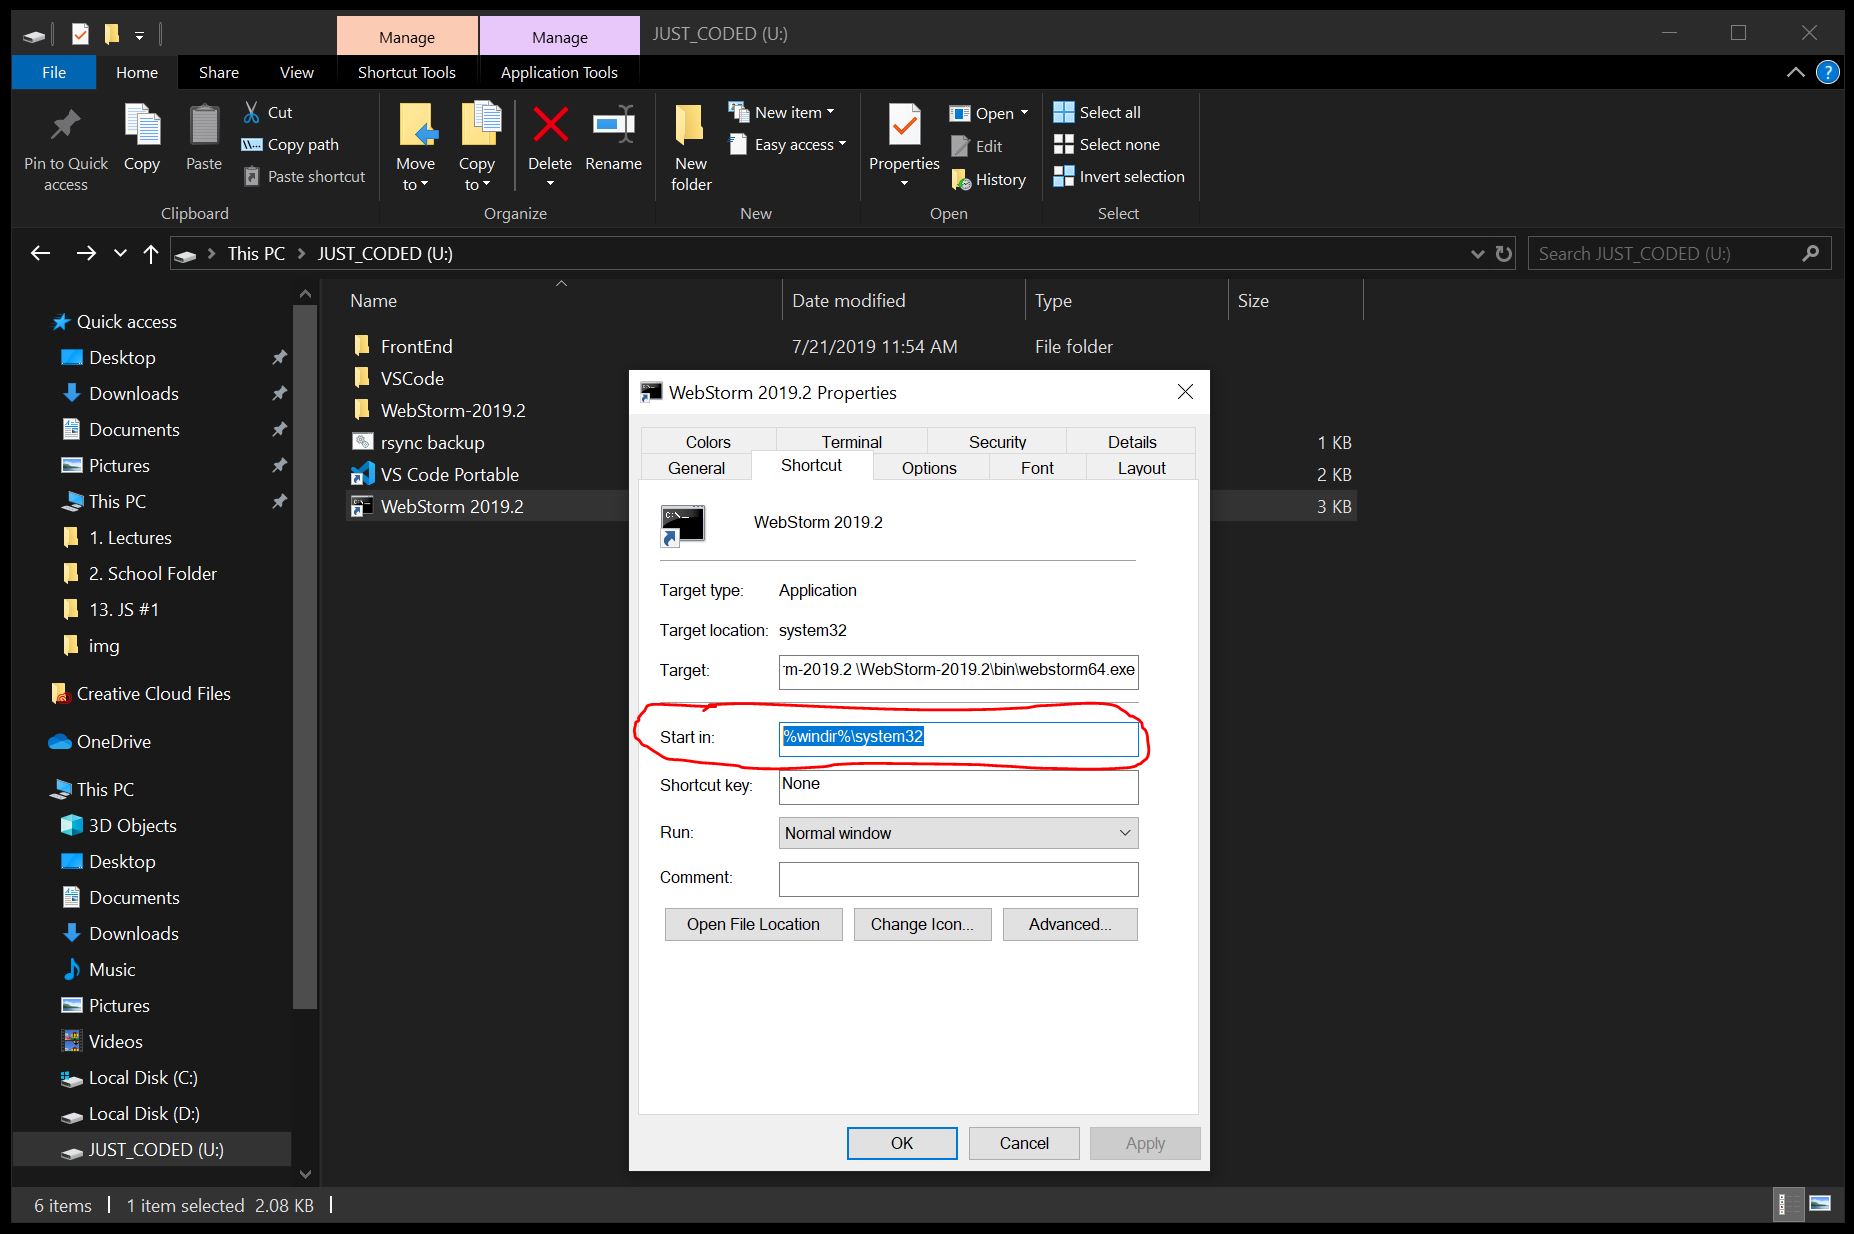 Manage Manage JUST_CODED (U:)
File Home Share View Shortcut Tools Application Tools
Pin to Quick access
Copy
Paste
Cut
Copy path
Paste shortcut
Clipboard
Move to
Copy to
Delete
Rename
Organize
New folder
New item
Easy access
New
Properties
Open
Edit
History
Open
Select all
Select none
Invert selection
Select
This PC > JUST_CODED (U:)
Search JUST_CODED (U:)
Quick access
Desktop
Downloads
Documents
Pictures
This PC
1. Lectures
2. School Folder
13. JS #1
img
Creative Cloud Files
OneDrive
This PC
3D Objects
Desktop
Documents
Downloads
Music
Pictures
Videos
Local Disk (C:)
Local Disk (D:)
JUST_CODED (U:)
Name Date modified Type Size
FrontEnd 7/21/2019 11:54 AM File folder
VSCode
WebStorm-2019.2
rsync backup 1 KB
VS Code Portable 2 KB
WebStorm 2019.2 3 KB
WebStorm 2019.2 Properties
Colors Terminal Security Details
General Shortcut Options Font Layout
C:\_
WebStorm 2019.2
Target type: Application
Target location: system32
Target: m-2019.2 \WebStorm-2019.2\bin\webstorm64.exe
Start in: %windir%\system32
Shortcut key: None
Run: Normal window
Comment:
Open File Location Change Icon... Advanced...
OK Cancel Apply
6 items 1 item selected 2.08 KB